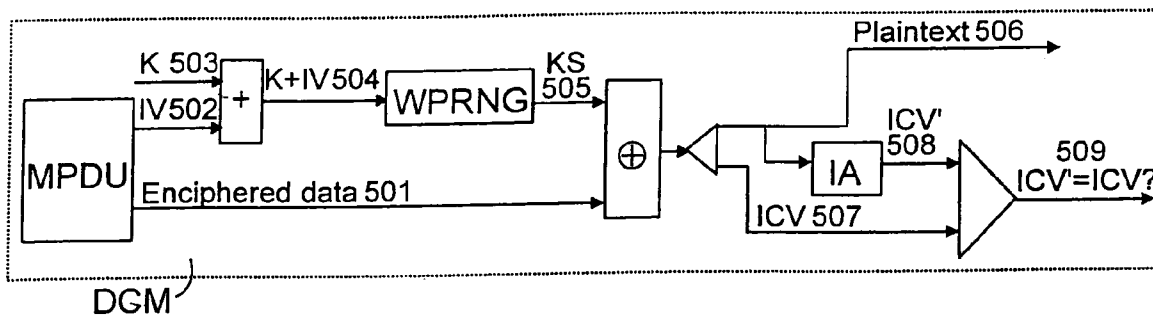 Plaintext 506
K 503
K+IV 504
KS
505
IV502
+
WPRNG
ICV'
508
509
ICV'=ICV?
MPDU
⊕
IA
Enciphered data 501
ICV 507
DGM